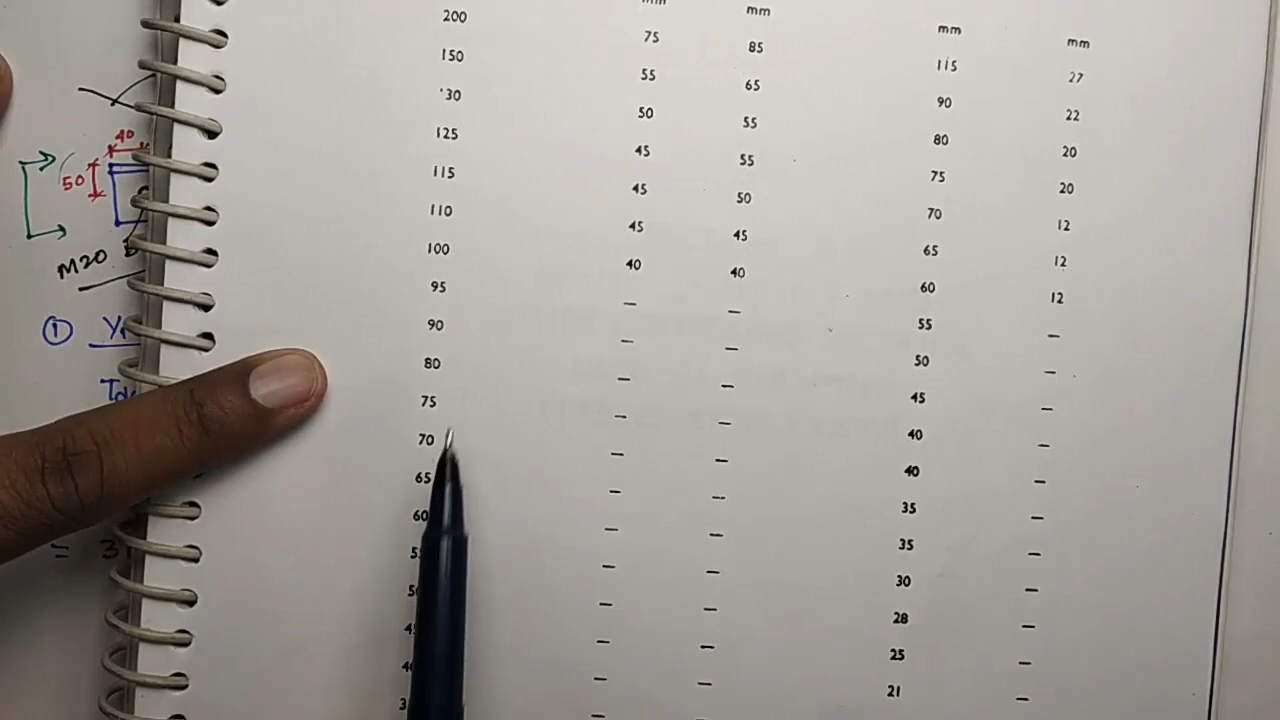 mm mm mm mm
200 75 85 115 27
150 55 65 90 22
'30 50 55 80 20
125 45 55 75 20
115 45 50 70 12
110 45 45 65 12
100 40 40 60 12
95 — — 55 —
90 — — 50 —
80 — — 45 —
75 — — 40 —
70 — — 40 —
65 — — 35 —
60 — — 35 —
— — 30 —
— — 28 —
— — 25 —
— — 21 —
—
40
50
M20
①
= 3